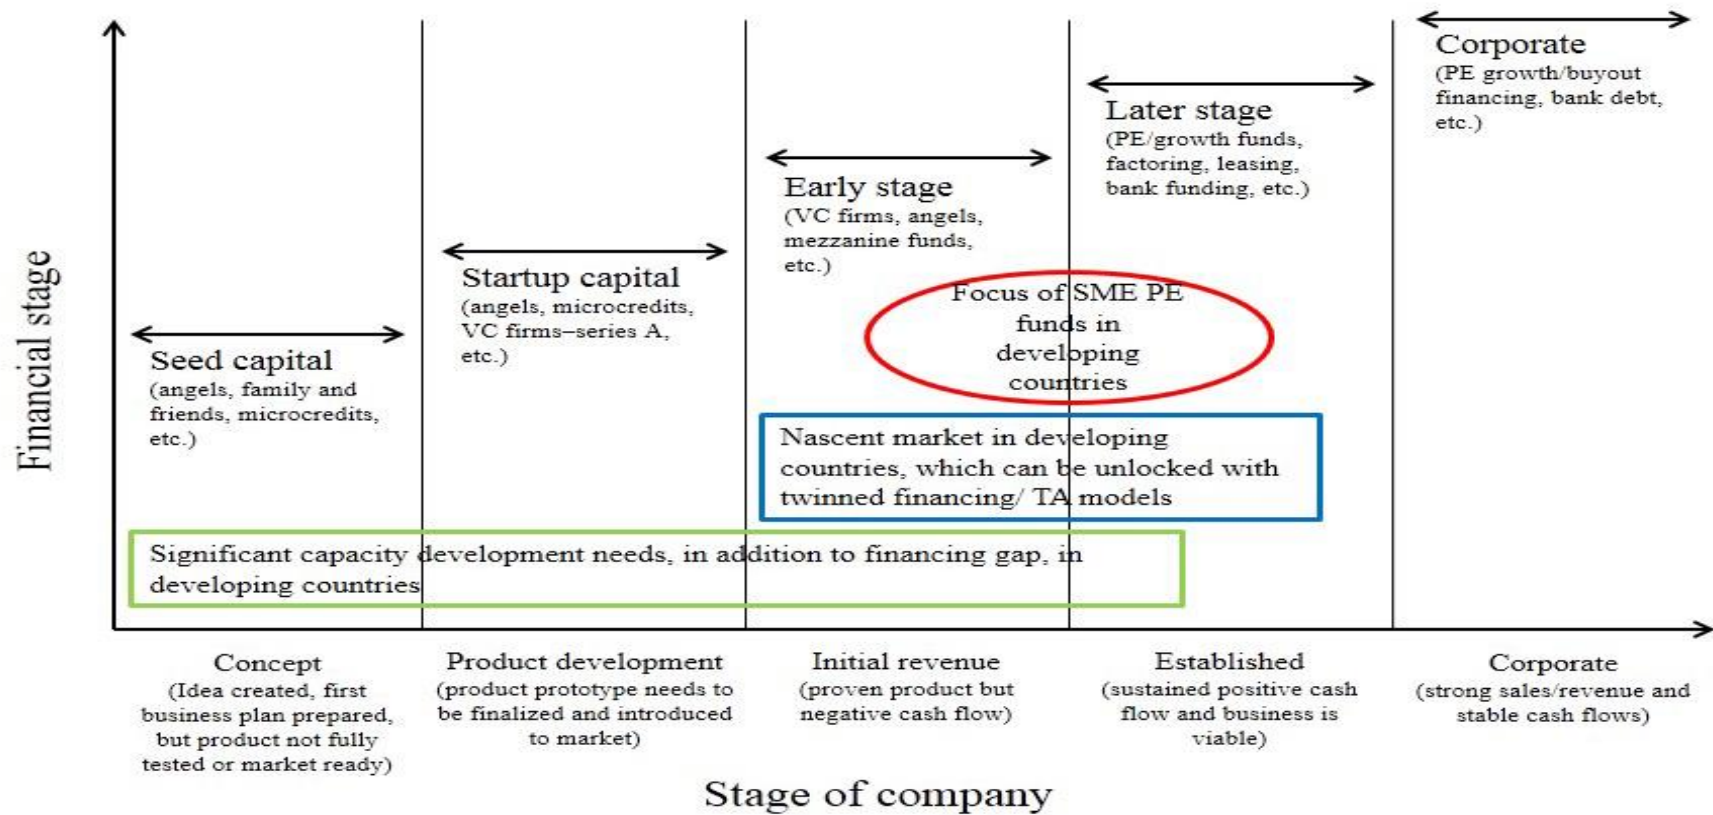 Corporate
(PE growth/buyout
financing, bank debt,
etc.)
Later stage
(PE/growth funds,
factoring, leasing,
bank funding, etc.)
Early stage
(VC firms, angels,
mezzanine funds,
etc.)
Startup capital
(angels, microcredits,
VC firms–series A,
etc.)
Seed capital
(angels, family and
friends, microcredits,
etc.)
Financial stage
Focus of SME PE
funds in
developing
countries
Nascent market in developing
countries, which can be unlocked with
twinned financing/ TA models
Significant capacity development needs, in addition to financing gap, in
developing countries
Concept
(Idea created, first
business plan prepared,
but product not fully
tested or market ready)
Product development
(product prototype needs to
be finalized and introduced
to market)
Initial revenue
(proven product but
negative cash flow)
Established
(sustained positive cash
flow and business is
viable)
Corporate
(strong sales/revenue and
stable cash flows)
Stage of company